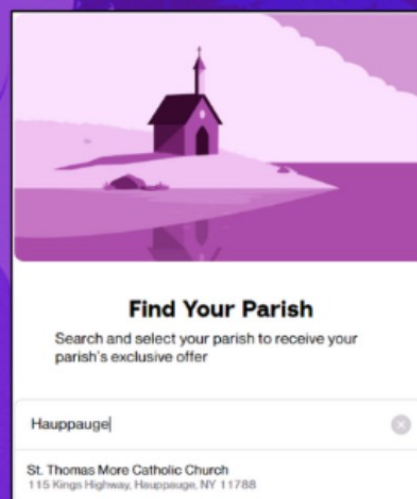 Find Your Parish
Search and select your parish to receive your
parish's exclusive offer
Hauppauge
St. Thomas More Catholic Church
115 Kings Highway, Hauppauge, NY 11788